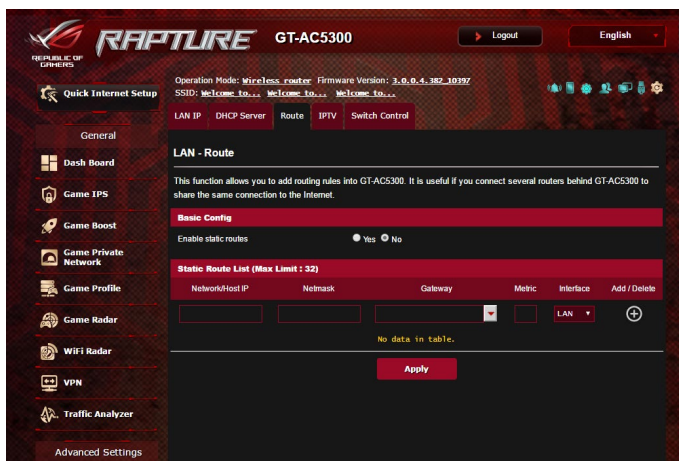 REPUBLIC OF
GAMERS
RAPTURE
GT-AC5300
Logout
English
Quick Internet Setup
Operation Mode: Wireless router Firmware Version: 3.0.0.4.382_10397
SSID: Welcome to... Welcome to... Welcome to...
LAN IP DHCP Server Route IPTV Switch Control
General
Dash Board
Game IPS
Game Boost
Game Private
Network
Game Profile
Game Radar
WiFi Radar
VPN
Traffic Analyzer
Advanced Settings
LAN - Route
This function allows you to add routing rules into GT-AC5300. It is useful if you connect several routers behind GT-AC5300 to
share the same connection to the Internet.
Basic Config
Enable static routes Yes No
Static Route List (Max Limit : 32)
Network/Host IP Netmask Gateway Metric Interface Add / Delete
LAN
No data in table.
Apply